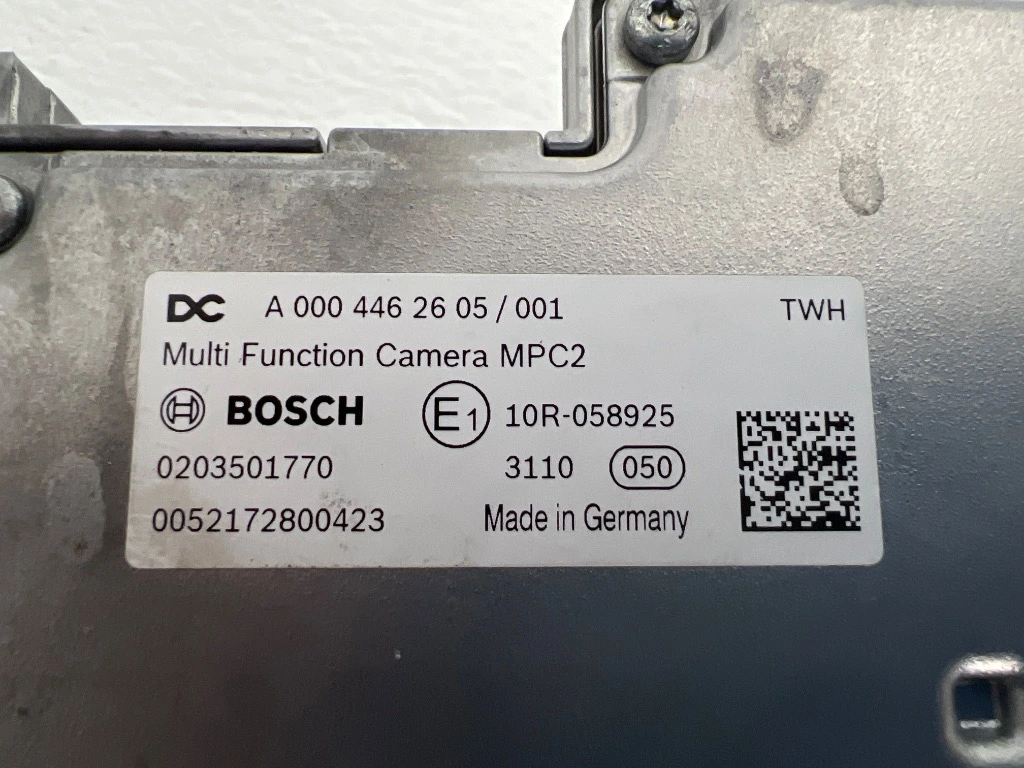 DC A 000 446 26 05 / 001 TWH
Multi Function Camera MPC2
BOSCH E1 10R-058925
0203501770 3110 050
0052172800423 Made in Germany